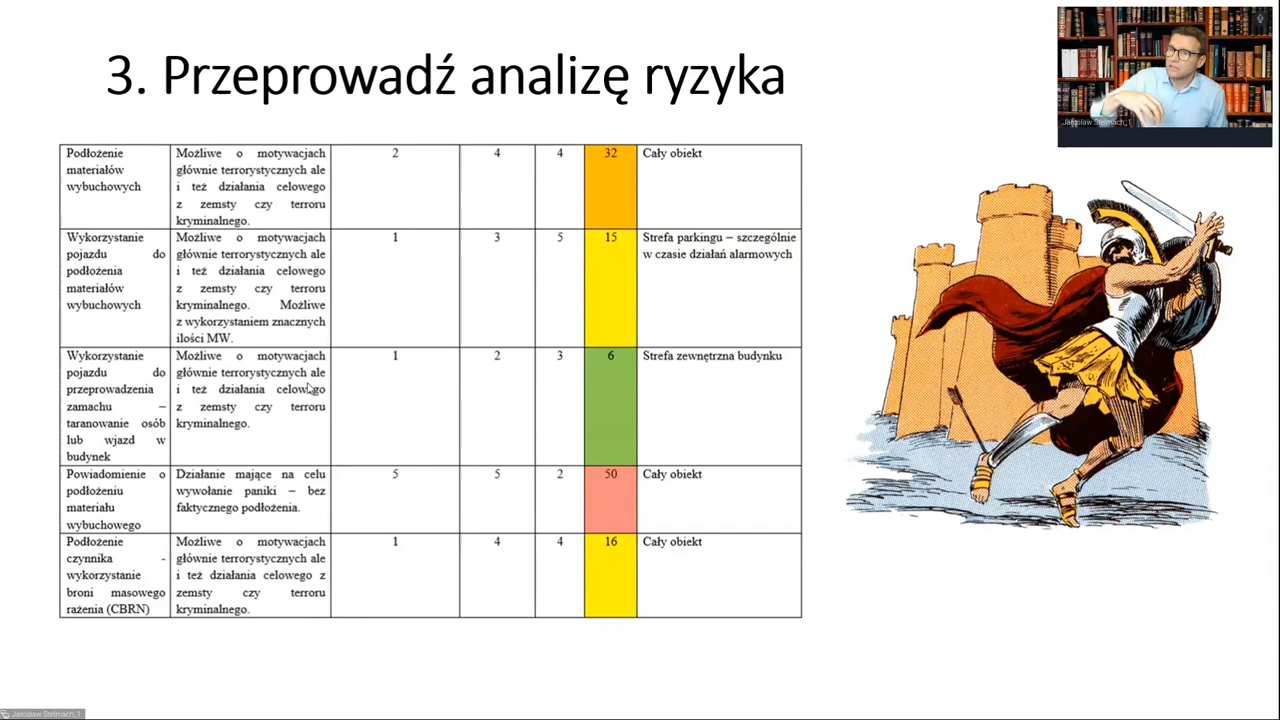 3. Przeprowadź analizę ryzyka
Jarosław Stelmach_1
Podłożenie
materiałów
wybuchowych
Możliwe o motywacjach
głównie terrorystycznych ale
i też działania celowego
z zemsty czy terroru
kryminalnego.
2
4
4
32
Cały obiekt
Wykorzystanie
pojazdu do
podłożenia
materiałów
wybuchowych
Możliwe o motywacjach
głównie terrorystycznych ale
i też działania celowego
z zemsty czy terroru
kryminalnego. Możliwe
z wykorzystaniem znacznych
ilości MW.
1
3
5
15
Strefa parkingu – szczególnie
w czasie działań alarmowych
Wykorzystanie
pojazdu do
przeprowadzenia
zamachu –
taranowanie osób
lub wjazd w
budynek
Możliwe o motywacjach
głównie terrorystycznych ale
i też działania celowego
z zemsty czy terroru
kryminalnego.
1
2
3
6
Strefa zewnętrzna budynku
Powiadomienie o
podłożeniu
materiału
wybuchowego
Działanie mające na celu
wywołanie paniki – bez
faktycznego podłożenia.
5
5
2
50
Cały obiekt
Podłożenie
czynnika -
wykorzystanie
broni masowego
rażenia (CBRN)
Możliwe o motywacjach
głównie terrorystycznych ale
i też działania celowego z
zemsty czy terroru
kryminalnego.
1
4
4
16
Cały obiekt
Jarosław Stelmach_1